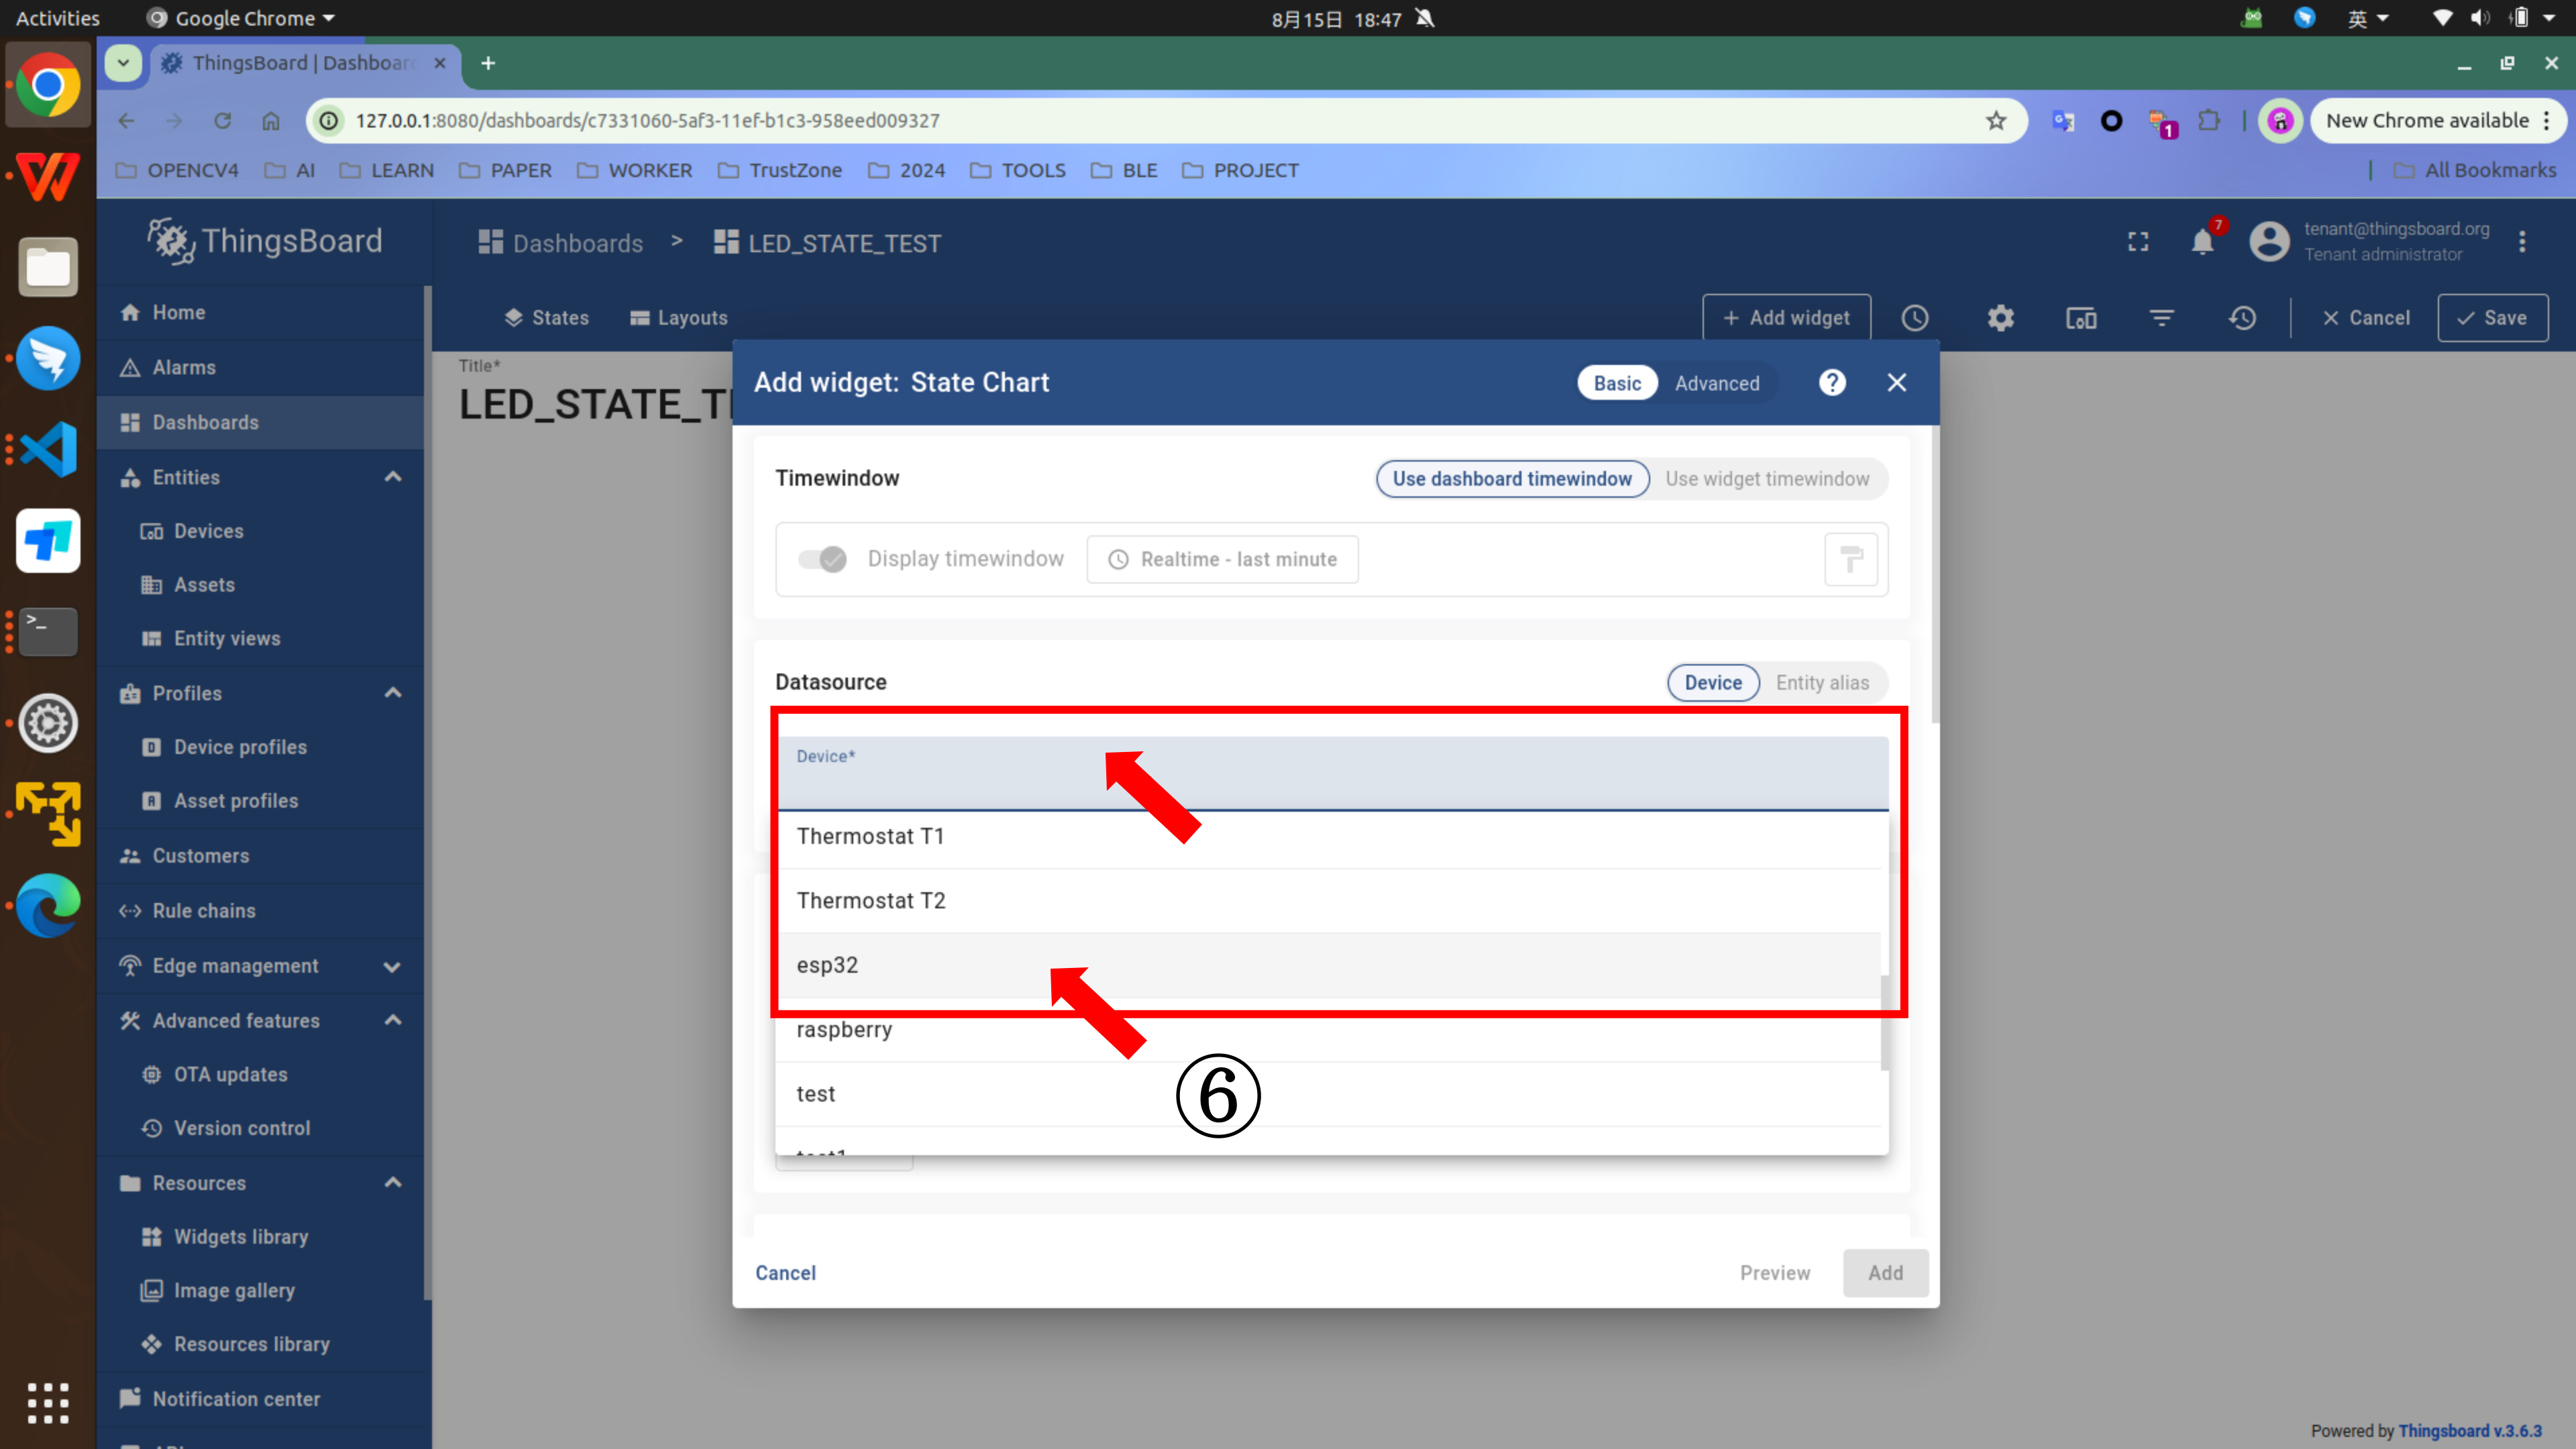 Activities
Google Chrome
8月15日 18:47
英
ThingsBoard | Dashboar
127.0.0.1:8080/dashboards/c7331060-5af3-11ef-b1c3-958eed009327
1
New Chrome available
OPENCV4
AI
LEARN
PAPER
WORKER
TrustZone
2024
TOOLS
BLE
PROJECT
All Bookmarks
ThingsBoard
Dashboards > LED_STATE_TEST
7
tenant@thingsboard.org
Tenant administrator
States
Layouts
+ Add widget
Cancel
Save
Home
Alarms
Dashboards
Entities
Devices
Assets
Entity views
Profiles
Device profiles
Asset profiles
Customers
Rule chains
Edge management
Advanced features
OTA updates
Version control
Resources
Widgets library
Image gallery
Resources library
Notification center
Title*
LED_STATE_T
Add widget: State Chart
Basic
Advanced
Timewindow
Use dashboard timewindow
Use widget timewindow
Display timewindow
Realtime - last minute
Datasource
Device
Entity alias
Device*
Thermostat T1
Thermostat T2
esp32
raspberry
test
test1
⑥
Cancel
Preview
Add
Powered by Thingsboard v.3.6.3